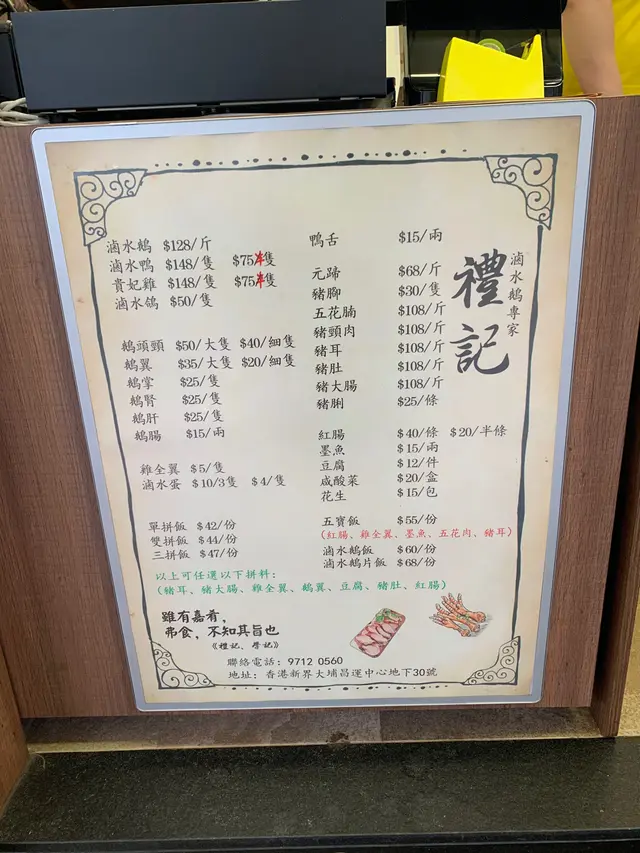 禮記
滷水鵝專家
滷水鵝 $128/斤
滷水鴨 $148/隻 $75半隻
貴妃雞 $148/隻 $75半隻
滷水鴿 $50/隻
鵝頭頸 $50/大隻 $40/細隻
鵝翼 $35/大隻 $20/細隻
鵝掌 $25/隻
鵝腎 $25/隻
鵝肝 $25/隻
鵝腸 $15/兩
雞全翼 $5/隻
滷水蛋 $10/3隻 $4/隻
單拼飯 $42/份
雙拼飯 $44/份
三拼飯 $47/份
鴨舌 $15/兩
元蹄 $68/斤
豬腳 $30/隻
五花腩 $108/斤
豬頸肉 $108/斤
豬耳 $108/斤
豬肚 $108/斤
豬大腸 $108/斤
豬脷 $25/條
紅腸 $40/條 $20/半條
墨魚 $15/兩
豆腐 $12/件
咸酸菜 $20/盒
花生 $15/包
五寶飯 $55/份
(紅腸、雞全翼、墨魚、五花肉、豬耳)
滷水鵝飯 $60/份
滷水鵝片飯 $68/份
以上可任選以下拼料:
(豬耳、豬大腸、雞全翼、鵝翼、豆腐、豬肚、紅腸)
雖有嘉肴,
弗食,不知其旨也
《禮記、學記》
聯絡電話: 9712 0560
地址: 香港新界大埔昌運中心地下30號